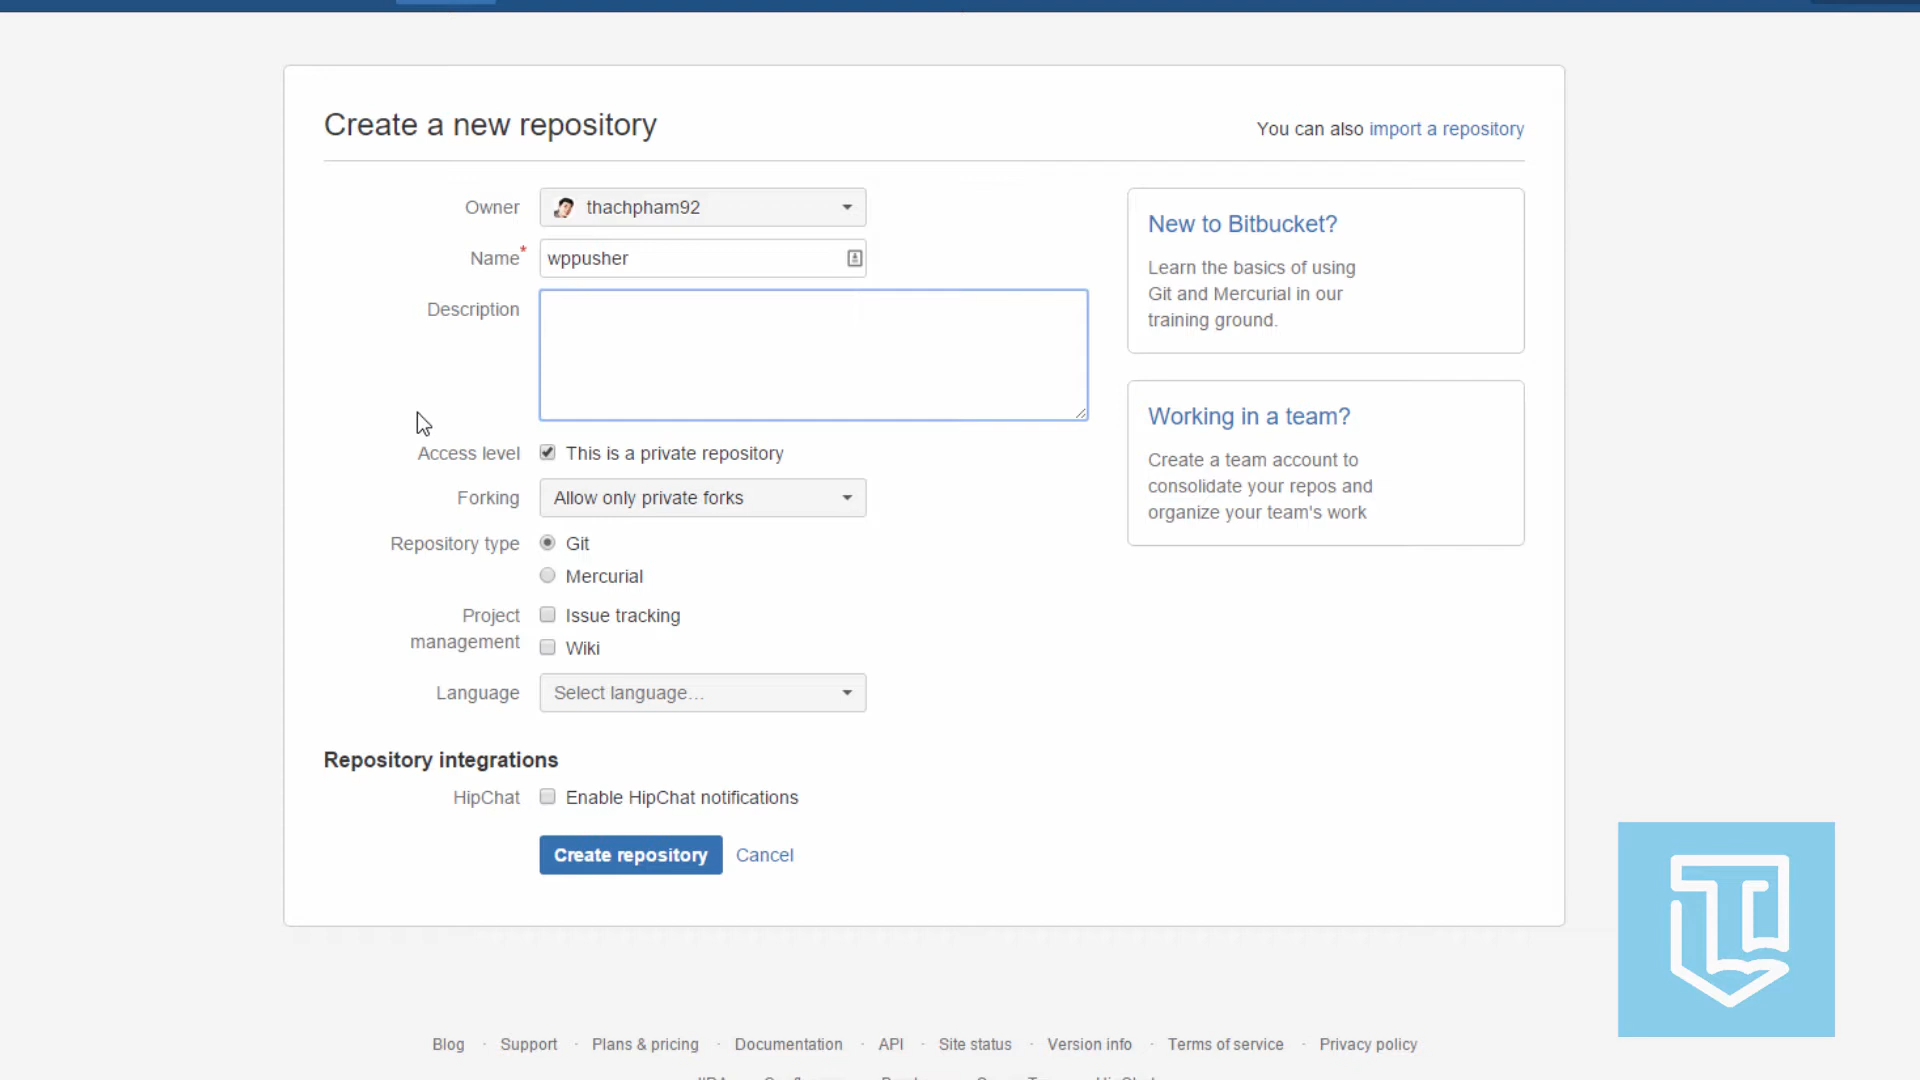 Create a new repository
You can also import a repository
Owner
thachpham92
Name*
wppusher
Description
Access level
This is a private repository
Forking
Allow only private forks
Repository type
Git
Mercurial
Project
management
Issue tracking
Wiki
Language
Select language...
Repository integrations
HipChat
Enable HipChat notifications
Create repository
Cancel
New to Bitbucket?
Learn the basics of using
Git and Mercurial in our
training ground.
Working in a team?
Create a team account to
consolidate your repos and
organize your team's work
Blog · Support · Plans & pricing · Documentation · API · Site status · Version info · Terms of service · Privacy policy